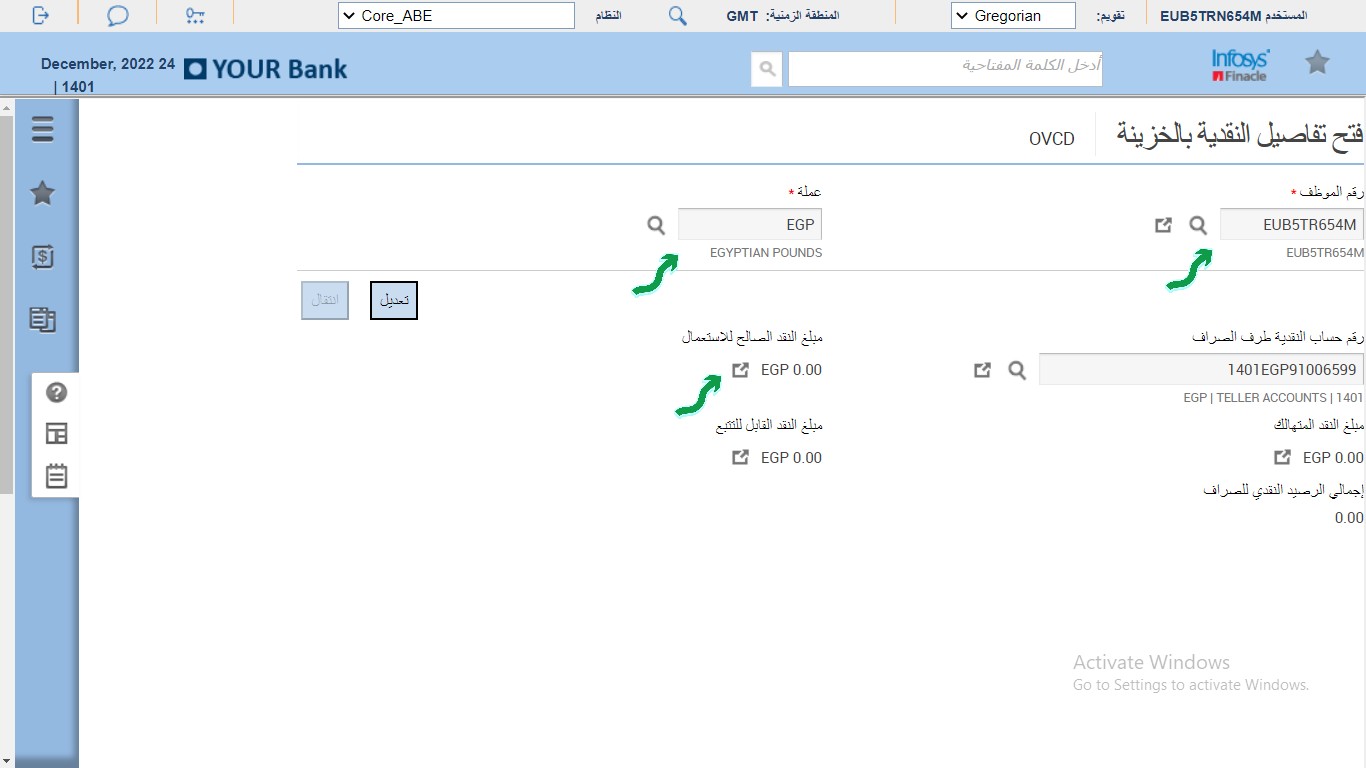 المستخدم EUB5TRN654M
تقويم: Gregorian
المنطقة الزمنية: GMT
النظام Core_ABE
Infosys
Finacle
أدخل الكلمة المفتاحية
YOUR Bank
December, 2022 24
| 1401
فتح تفاصيل النقدية بالخزينة OVCD
رقم الموظف * عملة *
EUB5TR654M EGP
EUB5TR654M EGYPTIAN POUNDS
تعديل انتقال
رقم حساب النقدية طرف الصراف مبلغ النقد الصالح للاستعمال
1401EGP91006599 EGP 0.00
EGP | TELLER ACCOUNTS | 1401
مبلغ النقد المتهالك مبلغ النقد القابل للتتبع
EGP 0.00 EGP 0.00
إجمالي الرصيد النقدي للصراف
0.00
Activate Windows
Go to Settings to activate Windows.